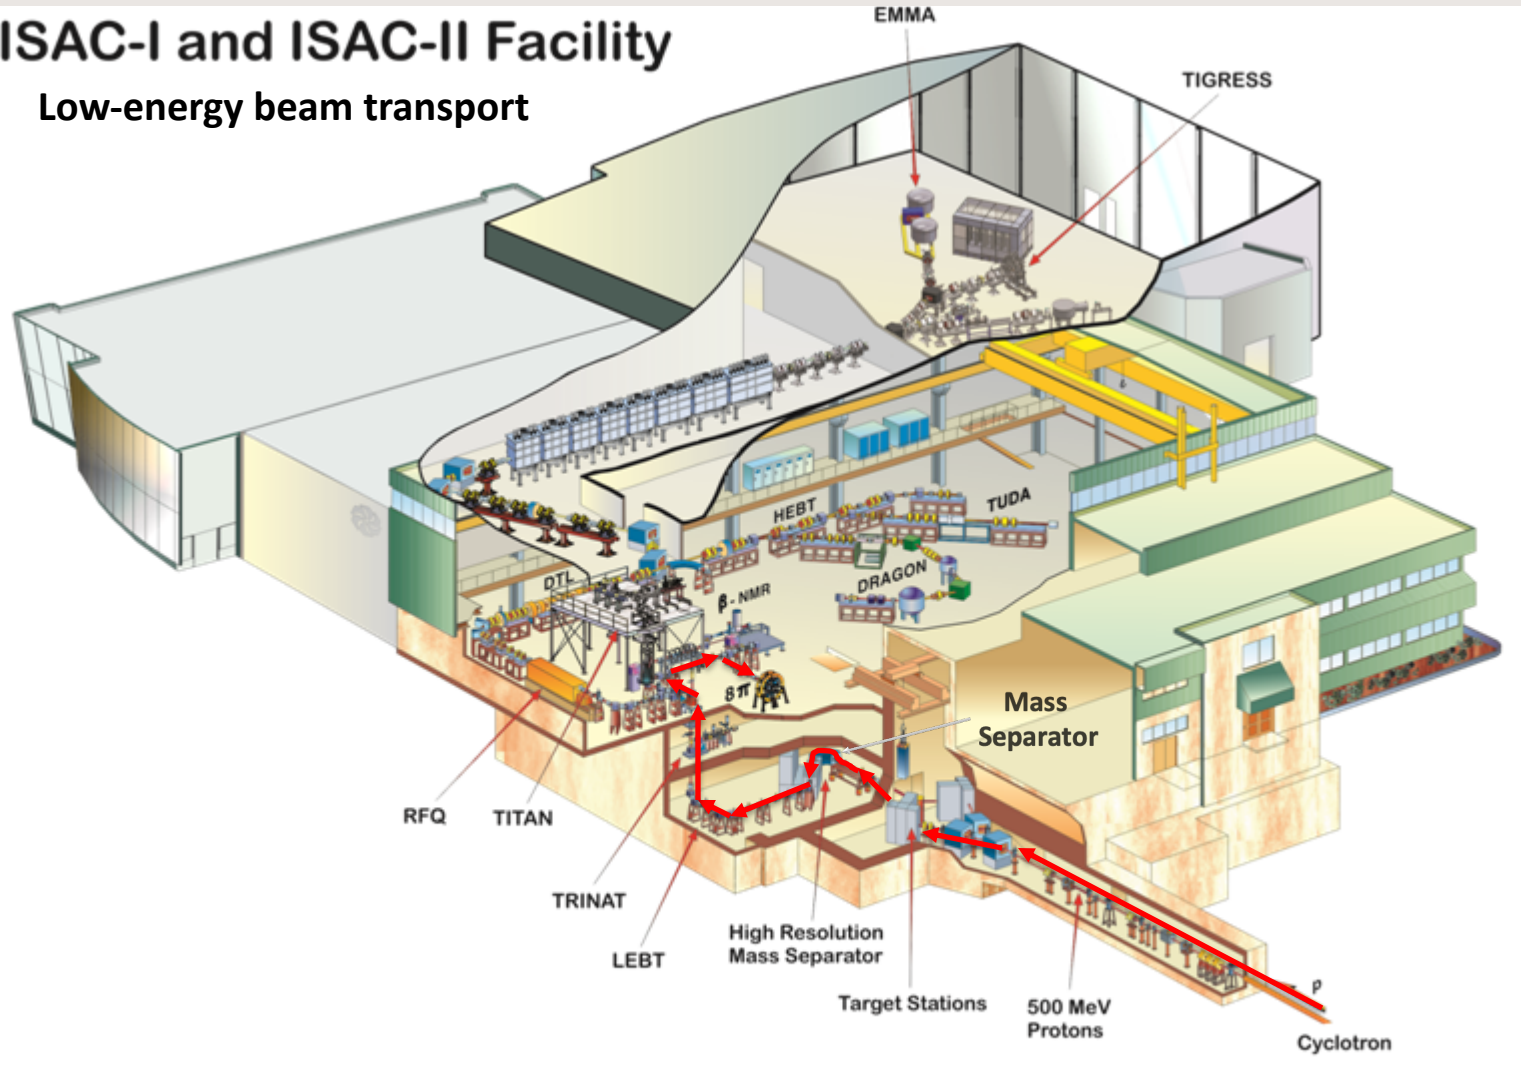 ISAC-I and ISAC-II Facility
Low-energy beam transport
EMMA
TIGRESS
HEBT
TUDA
DTL
DRAGON
β-NMR
8π
Mass
Separator
RFQ
TITAN
TRINAT
LEBT
High Resolution
Mass Separator
Target Stations
500 MeV
Protons
P
Cyclotron